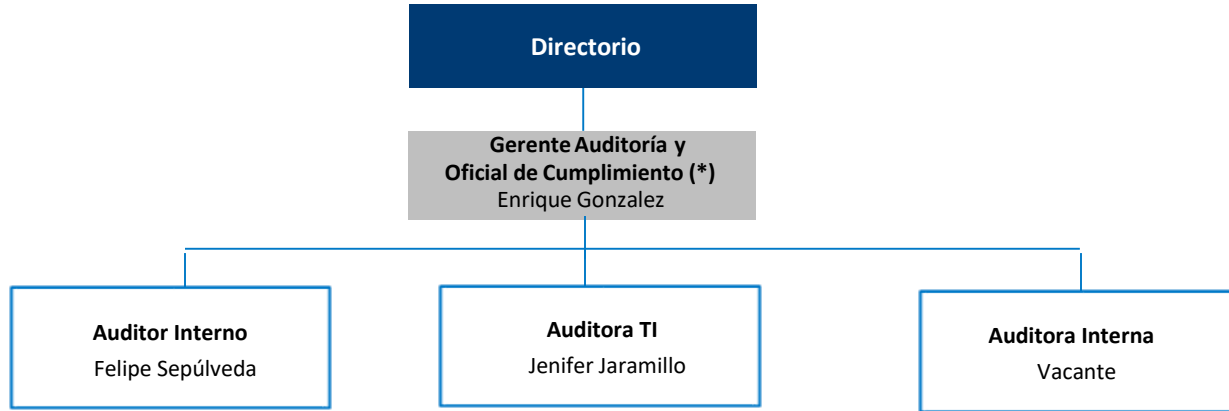 Directorio
Gerente Auditoría y
Oficial de Cumplimiento (*)
Enrique Gonzalez
Auditor Interno
Felipe Sepúlveda
Auditora TI
Jenifer Jaramillo
Auditora Interna
Vacante